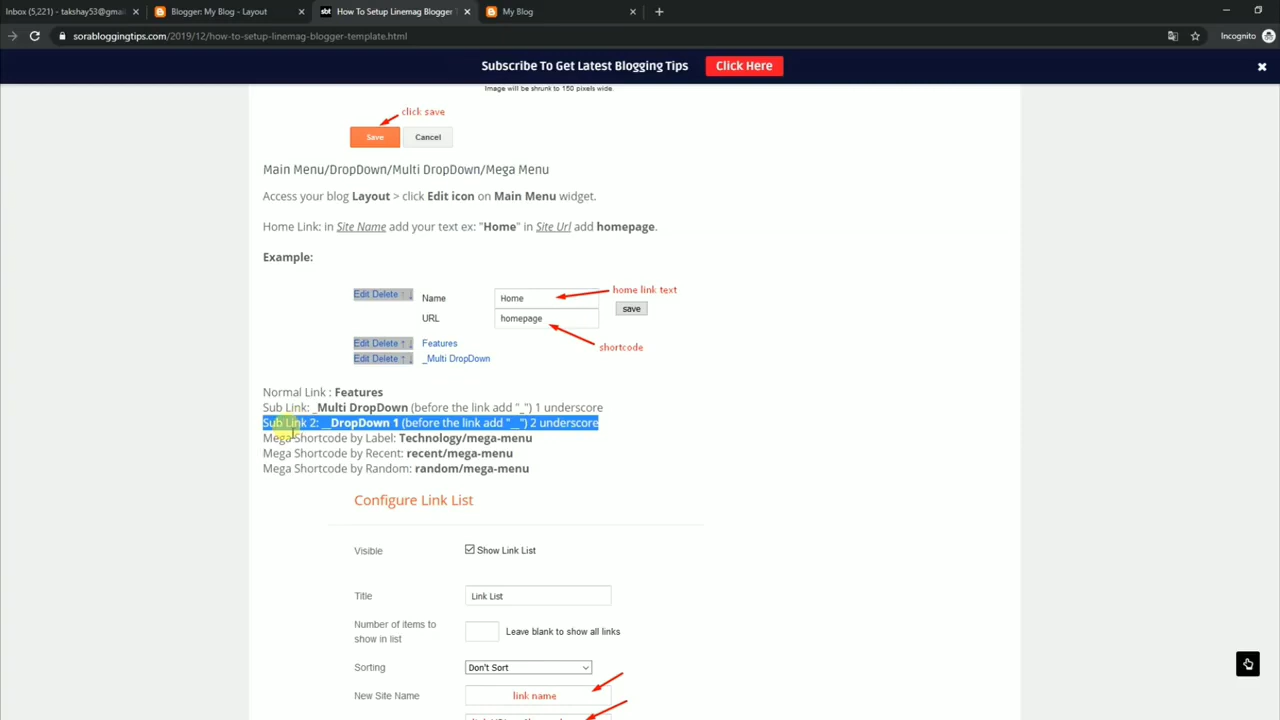 Inbox (5,221) - takshay53@gmai
Blogger: My Blog - Layout
sbt How To Setup Linemag Blogger T
My Blog
sorabloggingtips.com/2019/12/how-to-setup-linemag-blogger-template.html
Incognito
Subscribe To Get Latest Blogging Tips
Click Here
Image will be shrunk to 150 pixels wide.
click save
Save
Cancel
Main Menu/DropDown/Multi DropDown/Mega Menu
Access your blog Layout > click Edit icon on Main Menu widget.
Home Link: in Site Name add your text ex: "Home" in Site Url add homepage.
Example:
Edit Delete ↑ ↓ Name Home home link text
save
URL homepage
shortcode
Edit Delete ↑ ↓ Features
Edit Delete ↑ ↓ _Multi DropDown
Normal Link : Features
Sub Link: _Multi DropDown (before the link add "_") 1 underscore
Sub Link 2: __DropDown 1 (before the link add "__") 2 underscore
Mega Shortcode by Label: Technology/mega-menu
Mega Shortcode by Recent: recent/mega-menu
Mega Shortcode by Random: random/mega-menu
Configure Link List
Visible Show Link List
Title Link List
Number of items to
show in list
Leave blank to show all links
Sorting Don't Sort
New Site Name link name